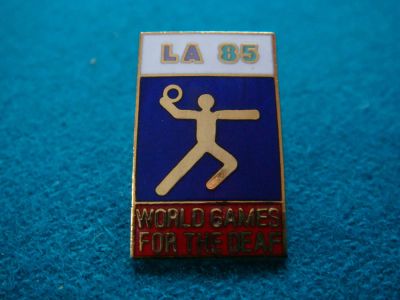 LA 85
WORLD GAMES
FOR THE DEAF